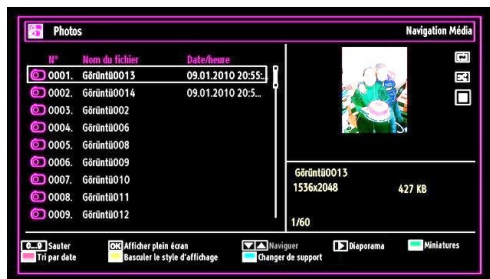 Photos Navigation Média
N° Nom du fichier Date/heure
0001. Görüntü0013 09.01.2010 20:55:..
0002. Görüntü0014 09.01.2010 20:5...
0003. Görüntü002
0004. Görüntü006
0005. Görüntü008
0006. Görüntü009
0007. Görüntü010
0008. Görüntü011
0009. Görüntü012
Görüntü0013
1536x2048 427 KB
1/60
0...9 Sauter OK Afficher plein écran Naviguer Diaporama Miniatures
Tri par date Basculer le style d'affichage Changer de support